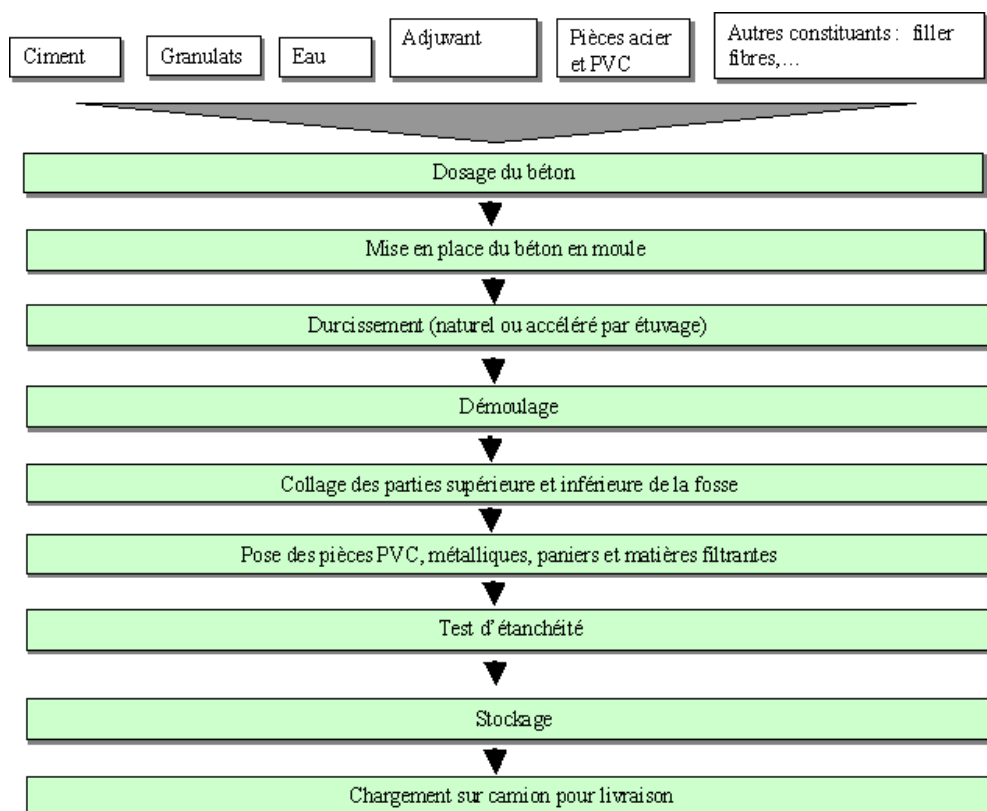 Ciment
Granulats
Eau
Adjuvant
Pièces acier
et PVC
Autres constituants : filler
fibres,...
Dosage du béton
Mise en place du béton en moule
Durcissement (naturel ou accéléré par étuvage)
Démoulage
Collage des parties supérieure et inférieure de la fosse
Pose des pièces PVC, métalliques, paniers et matières filtrantes
Test d'étanchéité
Stockage
Chargement sur camion pour livraison